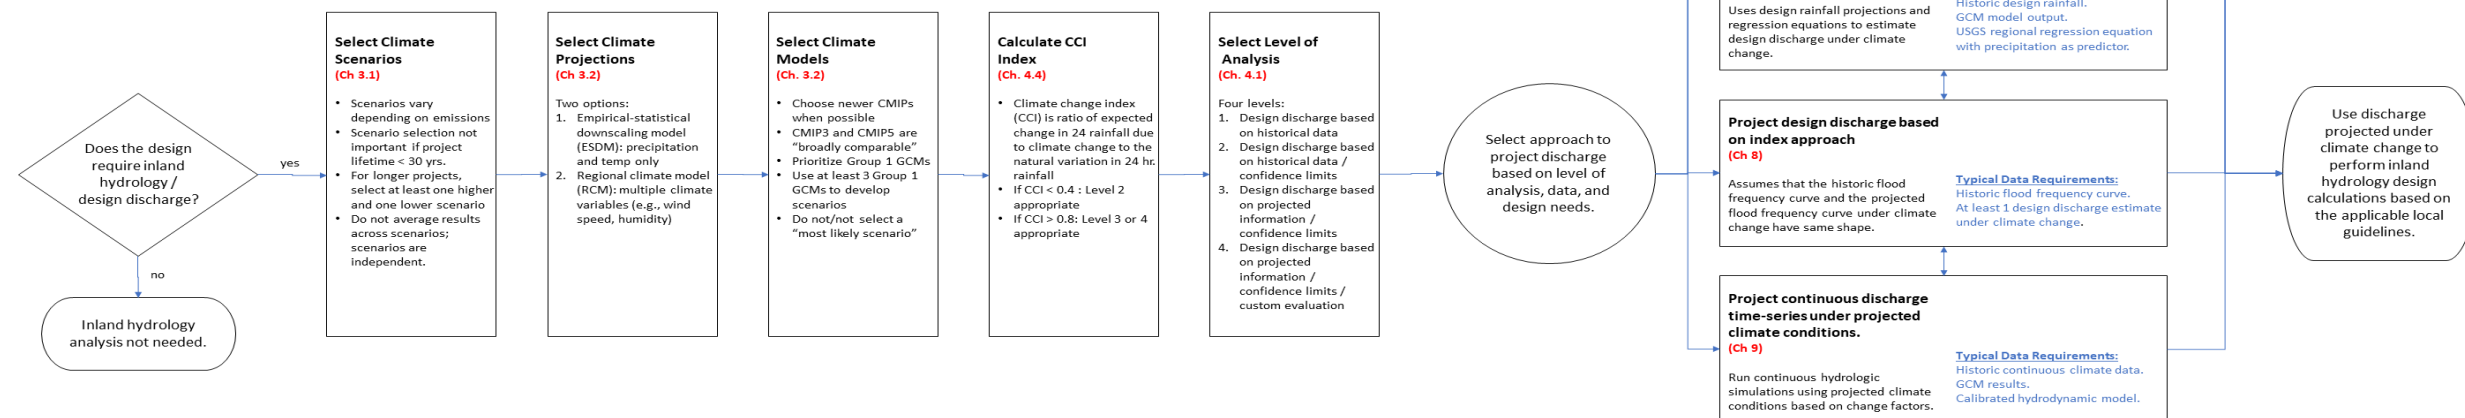 Does the design
require inland
hydrology /
design discharge?
yes
no
Inland hydrology
analysis not needed.
Select Climate
Scenarios
(Ch 3.1)
• Scenarios vary
depending on emissions
• Scenario selection not
important if project
lifetime < 30 yrs.
• For longer projects,
select at least one higher
and one lower scenario
• Do not average results
across scenarios;
scenarios are
independent.
Select Climate
Projections
(Ch 3.2)
Two options:
1. Empirical-statistical
downscaling model
(ESDM): precipitation
and temp only
2. Regional climate model
(RCM): multiple climate
variables (e.g., wind
speed, humidity)
Select Climate
Models
(Ch. 3.2)
• Choose newer CMIPs
when possible
• CMIP3 and CMIP5 are
“broadly comparable”
• Prioritize Group 1 GCMs
• Use at least 3 Group 1
GCMs to develop
scenarios
• Do not/not select a
“most likely scenario”
Calculate CCI
Index
(Ch. 4.4)
• Climate change index
(CCI) is ratio of expected
change in 24 rainfall due
to climate change to the
natural variation in 24 hr.
rainfall
• If CCI < 0.4 : Level 2
appropriate
• If CCI > 0.8: Level 3 or 4
appropriate
Select Level of
Analysis
(Ch. 4.1)
Four levels:
1. Design discharge based
on historical data
2. Design discharge based
on historical data /
confidence limits
3. Design discharge based
on projected
information /
confidence limits
4. Design discharge based
on projected
information /
confidence limits /
custom evaluation
Select approach to
project discharge
based on level of
analysis, data, and
design needs.
Uses design rainfall projections and
regression equations to estimate
design discharge under climate
change.
Historic design rainfall.
GCM model output.
USGS regional regression equation
with precipitation as predictor.
Project design discharge based
on index approach
(Ch 8)
Assumes that the historic flood
frequency curve and the projected
flood frequency curve under climate
change have same shape.
Typical Data Requirements:
Historic flood frequency curve.
At least 1 design discharge estimate
under climate change.
Project continuous discharge
time-series under projected
climate conditions.
(Ch 9)
Run continuous hydrologic
simulations using projected climate
conditions based on change factors.
Typical Data Requirements:
Historic continuous climate data.
GCM results.
Calibrated hydrodynamic model.
Use discharge
projected under
climate change to
perform inland
hydrology design
calculations based on
the applicable local
guidelines.